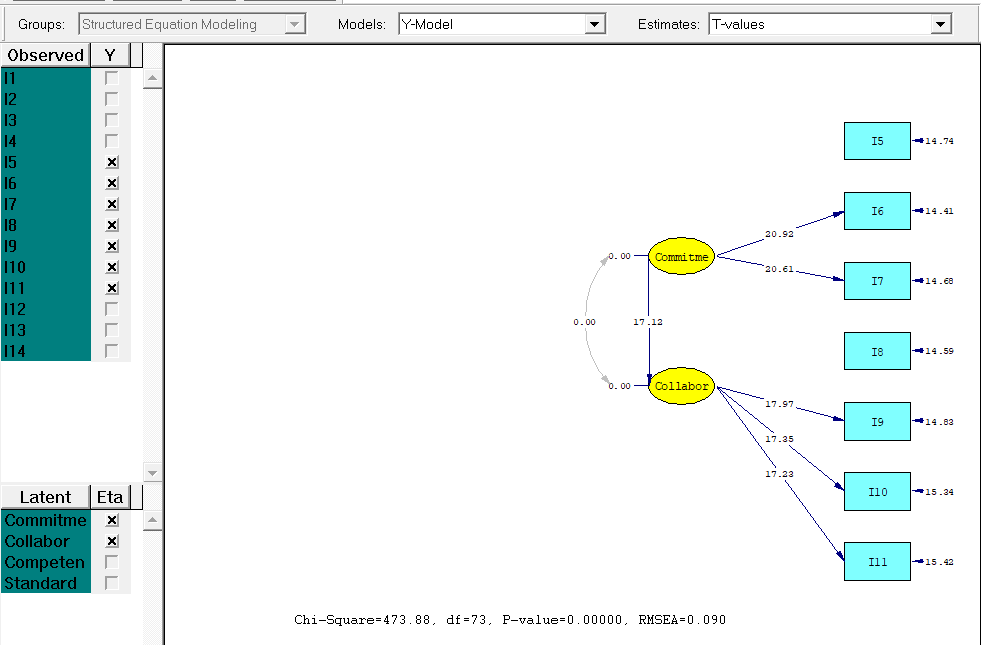 Groups: Structured Equation Modeling Models: Y-Model Estimates: T-values
Observed Y
I1
I2
I3
I4
I5
I6
I7
I8
I9
I10
I11
I12
I13
I14
Latent Eta
Commitme
Collabor
Competen
Standard
I5 14.74
I6 14.41
20.92
0.00 Commitme
20.61
I7 14.68
0.00 17.12
I8 14.59
0.00 Collabor
17.97
I9 14.83
17.35
17.23
I10 15.34
I11 15.42
Chi-Square=473.88, df=73, P-value=0.00000, RMSEA=0.090